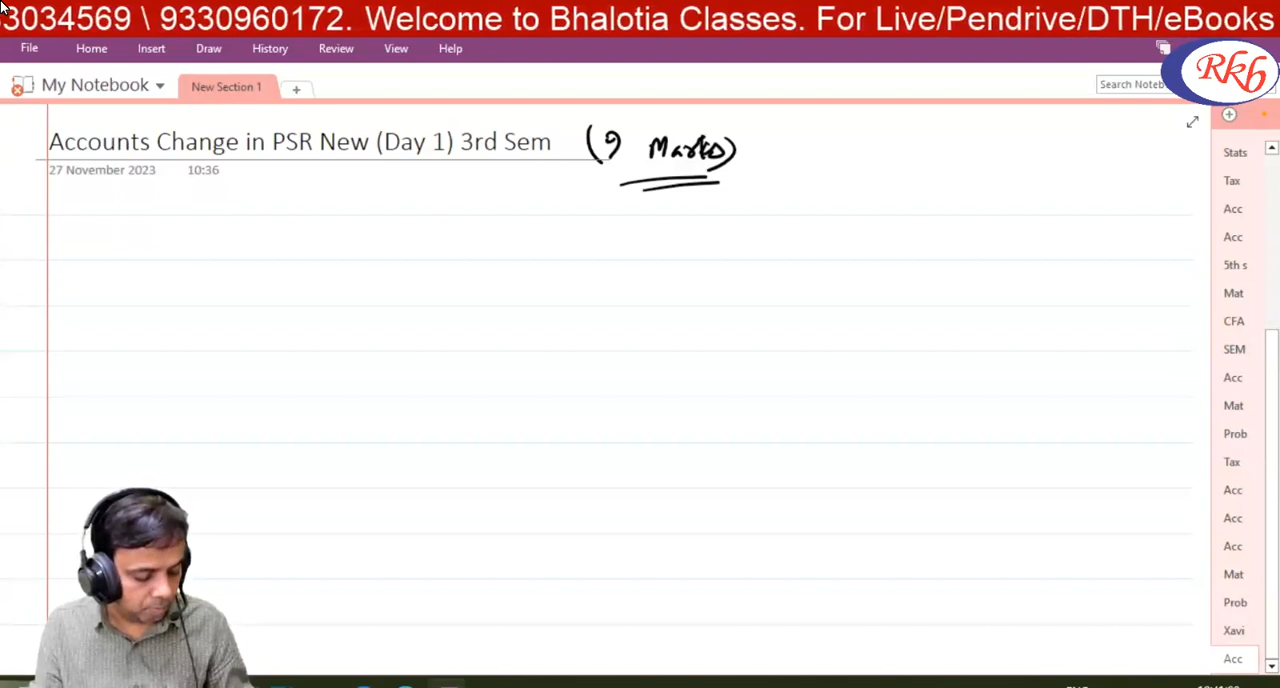 3034569 \ 9330960172. Welcome to Bhalotia Classes. For Live/Pendrive/DTH/eBooks
File Home Insert Draw History Review View Help
Rkb
My Notebook New Section 1 +
Search Noteb
Accounts Change in PSR New (Day 1) 3rd Sem (9 Marks)
27 November 2023 10:36
Stats
Tax
Acc
Acc
5th s
Mat
CFA
SEM
Acc
Mat
Prob
Tax
Acc
Acc
Acc
Mat
Prob
Xavi
Acc